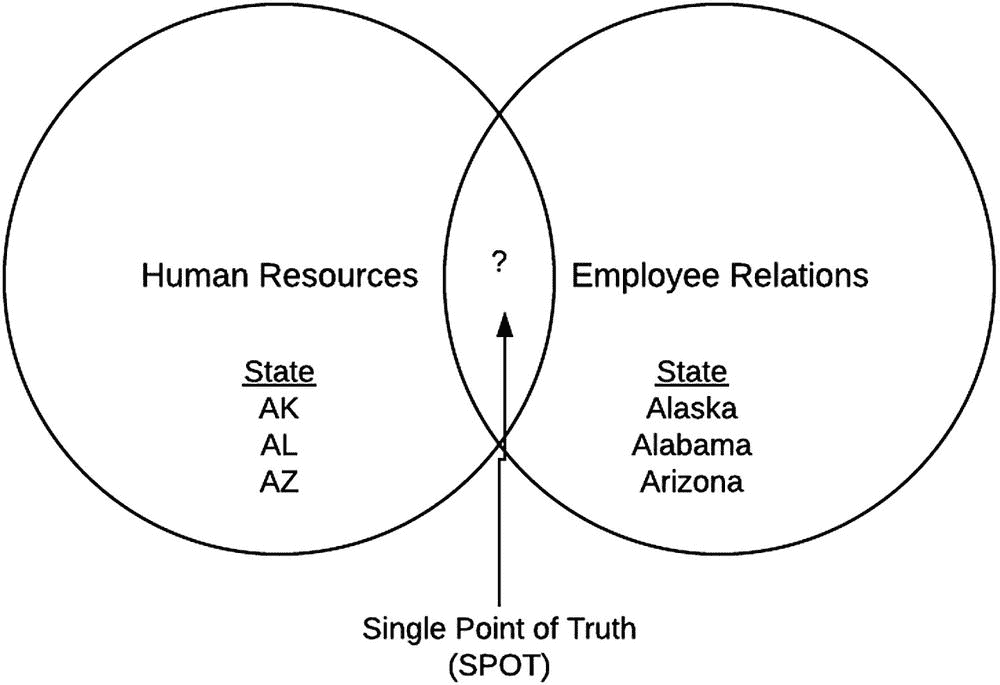 ?
Human Resources
Employee Relations
State
AK
AL
AZ
State
Alaska
Alabama
Arizona
Single Point of Truth
(SPOT)